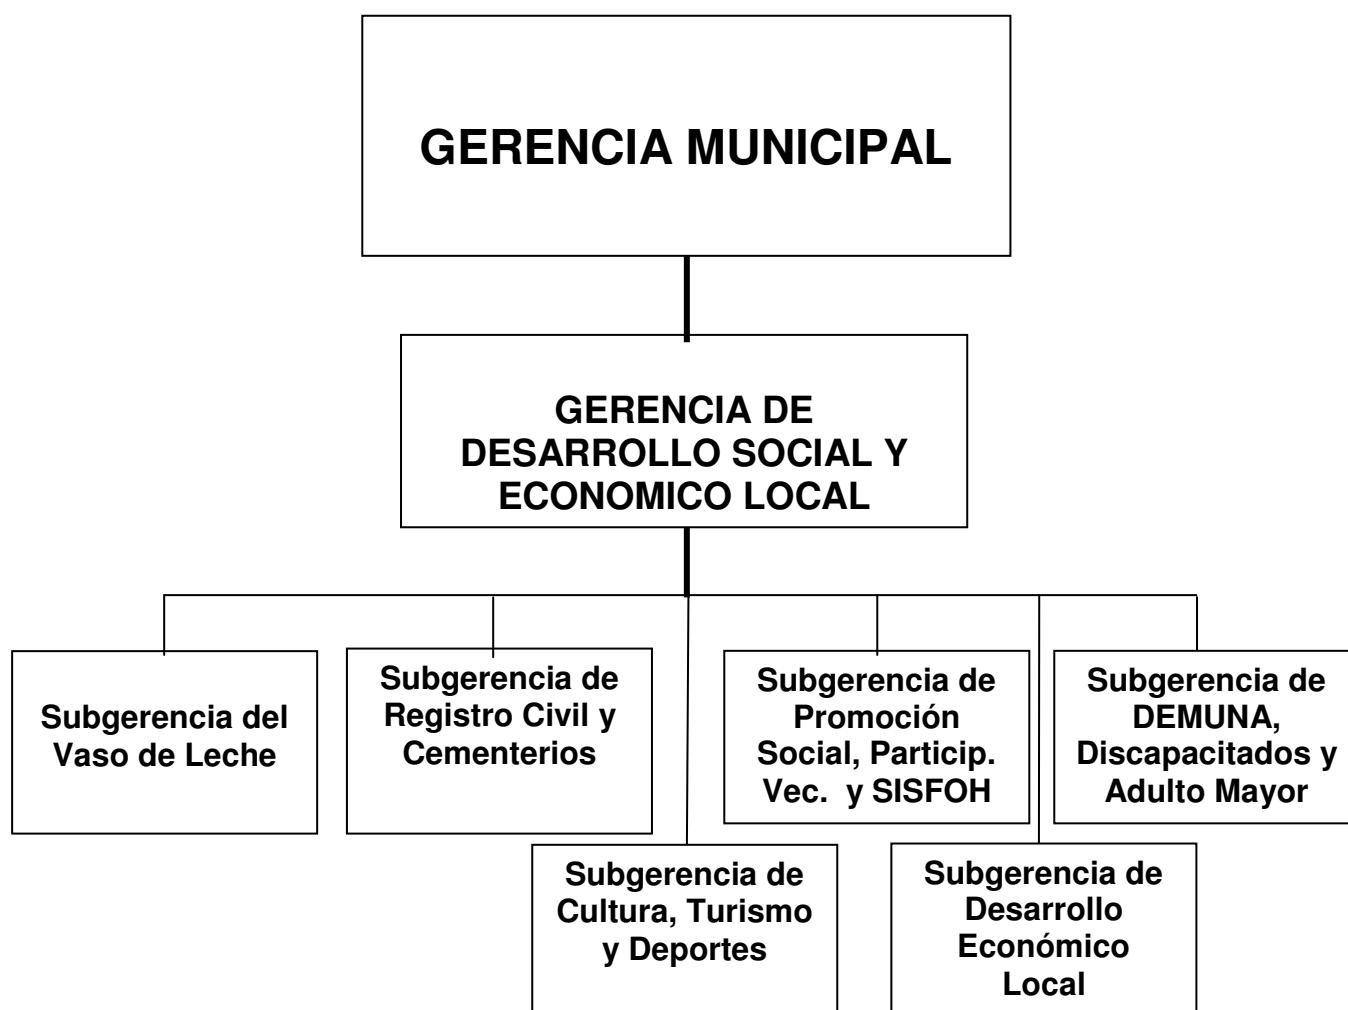 GERENCIA MUNICIPAL
GERENCIA DE
DESARROLLO SOCIAL Y
ECONOMICO LOCAL
Subgerencia del
Vaso de Leche
Subgerencia de
Registro Civil y
Cementerios
Subgerencia de
Promoción
Social, Particip.
Vec. y SISFOH
Subgerencia de
DEMUNA,
Discapacitados y
Adulto Mayor
Subgerencia de
Cultura, Turismo
y Deportes
Subgerencia de
Desarrollo
Económico
Local